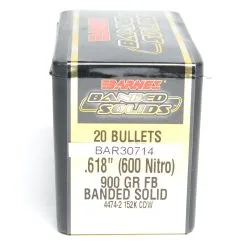 BARNES
BANDED
SOLIDS
20 BULLETS
BAR30714
.618" (600 Nitro)
900 GR FB
BANDED SOLID
4474-2 152K CDW